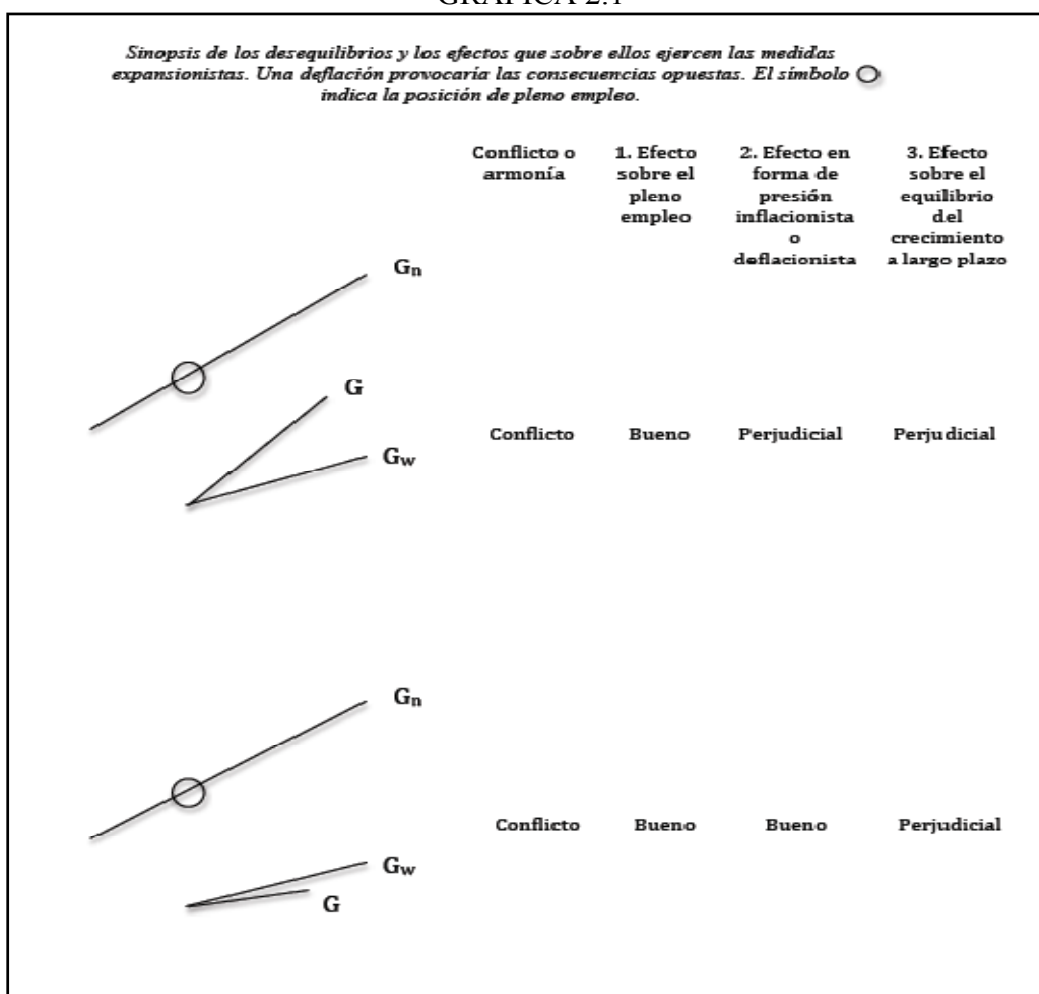 GRÁFICA 2.1
Sinopsis de los desequilibrios y los efectos que sobre ellos ejercen las medidas
expansionistas. Una deflación provocaría las consecuencias opuestas. El símbolo
indica la posición de pleno empleo.
Conflicto o
armonía
1. Efecto
sobre el
pleno
empleo
2. Efecto en
forma de
presión
inflacionista
o
deflacionista
3. Efecto
sobre el
equilibrio
del
crecimiento
a largo plazo
Gn
G
Gw
Conflicto Bueno Perjudicial Perjudicial
Gn
Gw
G
Conflicto Bueno Bueno Perjudicial